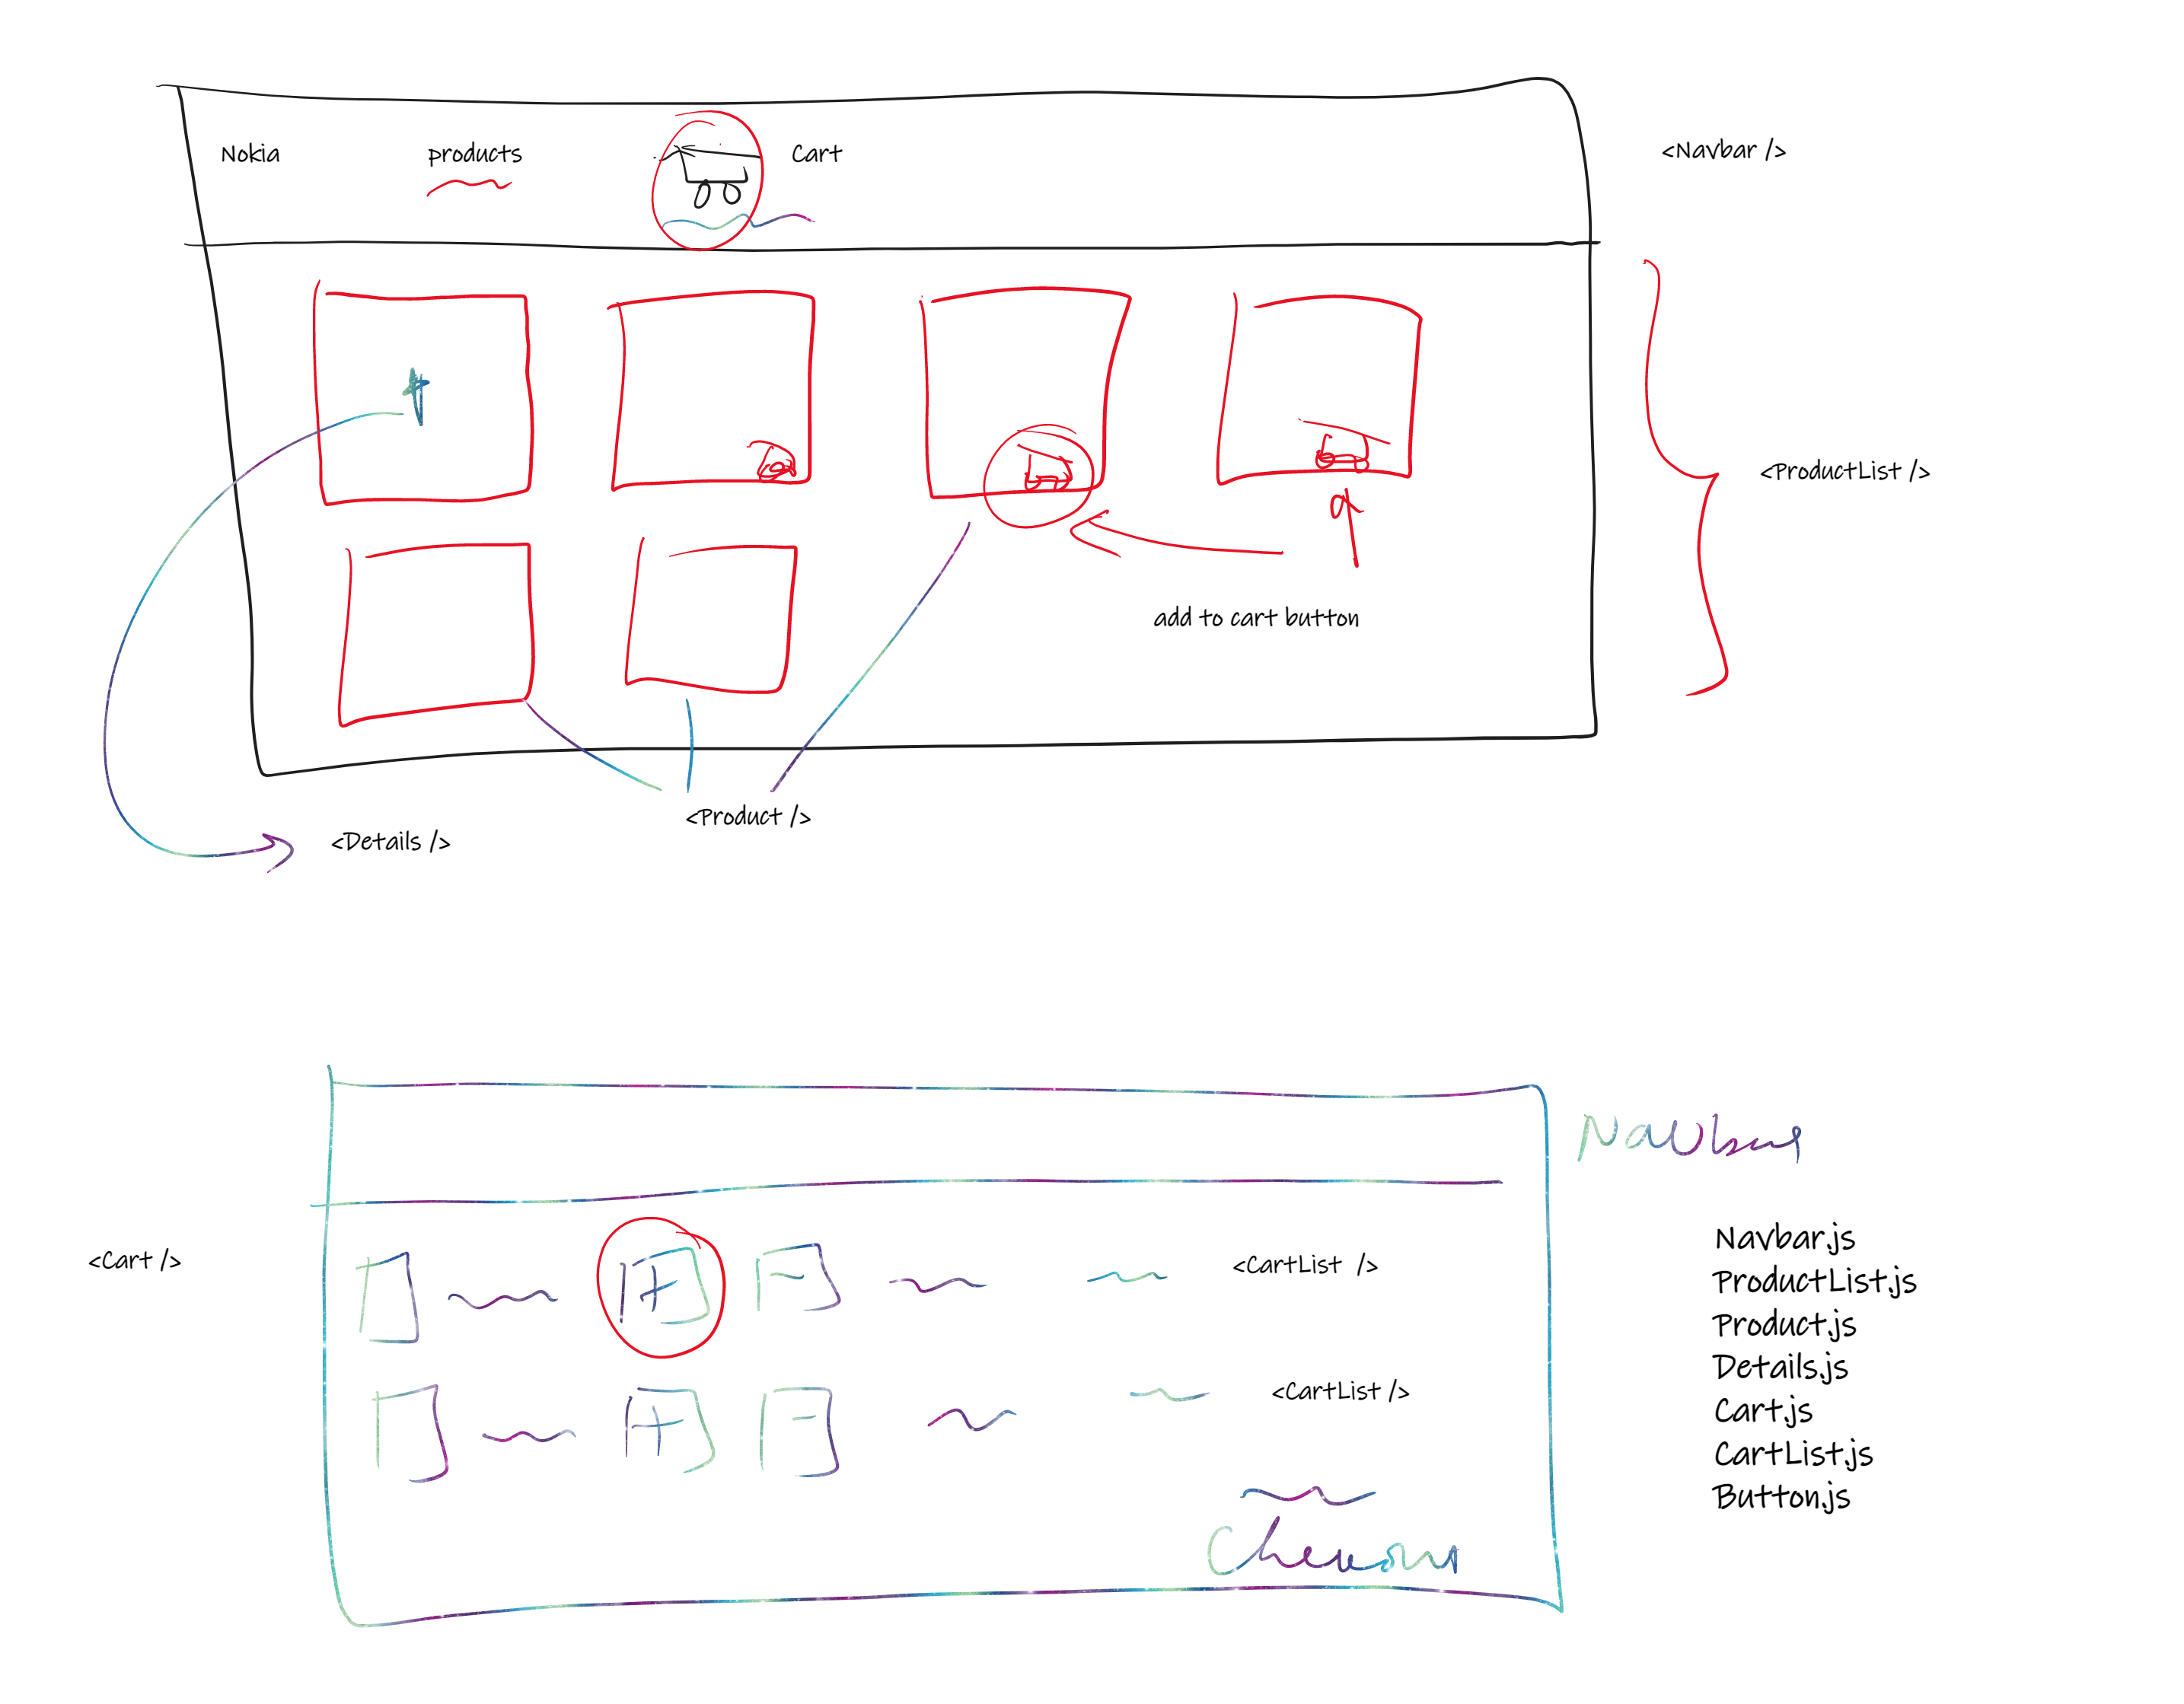 Nokia
products
Cart
<Navbar />
<ProductList />
add to cart button
<Product />
<Details />
Navbar
<Cart />
<CartList />
<CartList />
Navbar.js
ProductList.js
Product.js
Details.js
Cart.js
CartList.js
Button.js